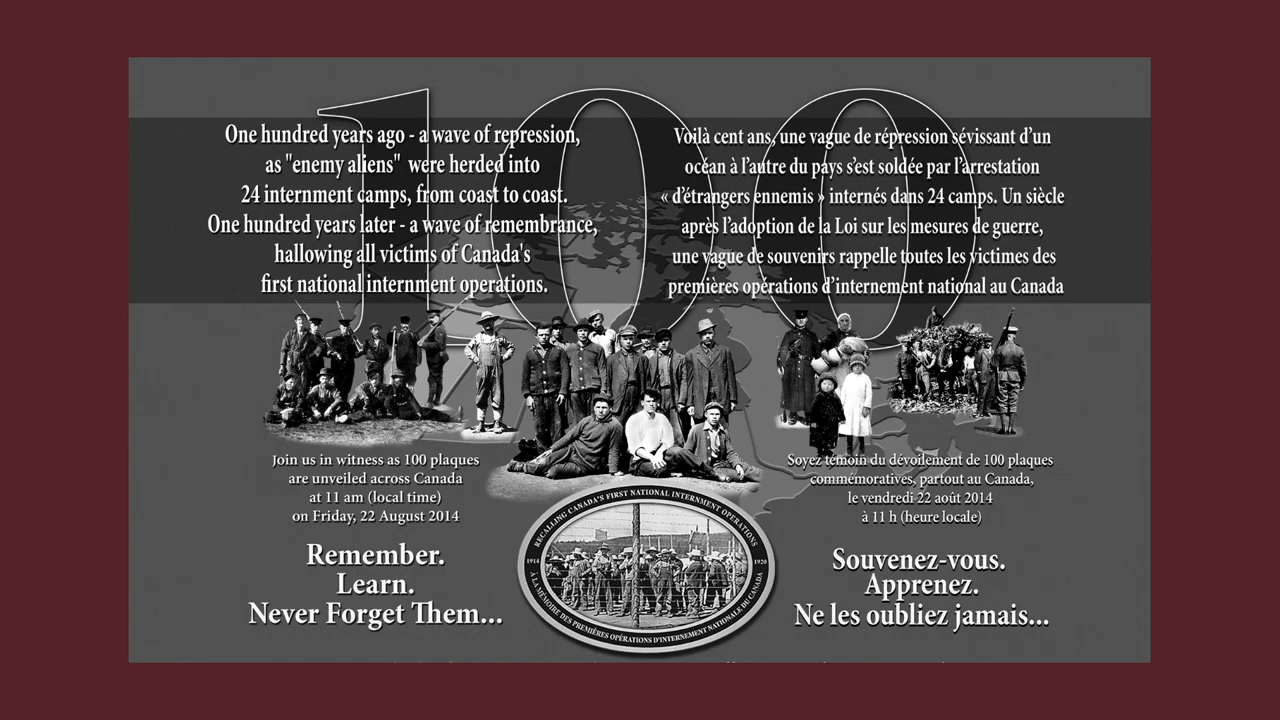 100
One hundred years ago - a wave of repression,
as "enemy aliens" were herded into
24 internment camps, from coast to coast.
One hundred years later - a wave of remembrance,
hallowing all victims of Canada's
first national internment operations.
Voilà cent ans, une vague de répression sévissant d'un
océan à l'autre du pays s'est soldée par l'arrestation
« d'étrangers ennemis » internés dans 24 camps. Un siècle
après l'adoption de la Loi sur les mesures de guerre,
une vague de souvenirs rappelle toutes les victimes des
premières opérations d'internement national au Canada
Join us in witness as 100 plaques
are unveiled across Canada
at 11 am (local time)
on Friday, 22 August 2014
Remember.
Learn.
Never Forget Them...
RECALLING CANADA'S FIRST NATIONAL INTERNMENT OPERATIONS
1914
1920
À LA MÉMOIRE DES PREMIÈRES OPÉRATIONS D'INTERNEMENT NATIONALE DU CANADA
Soyez témoin du dévoilement de 100 plaques
commémoratives, partout au Canada,
le vendredi 22 août 2014
à 11 h (heure locale)
Souvenez-vous.
Apprenez.
Ne les oubliez jamais...